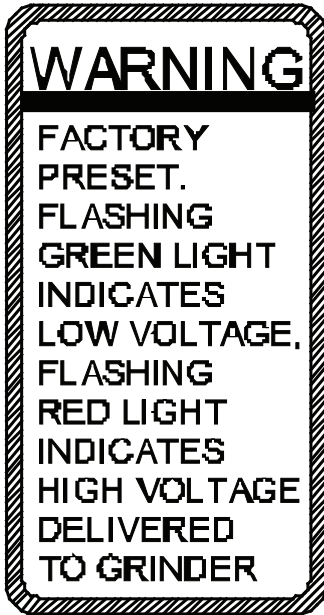 WARNING
FACTORY
PRESET.
FLASHING
GREEN LIGHT
INDICATES
LOW VOLTAGE,
FLASHING
RED LIGHT
INDICATES
HIGH VOLTAGE
DELIVERED
TO GRINDER